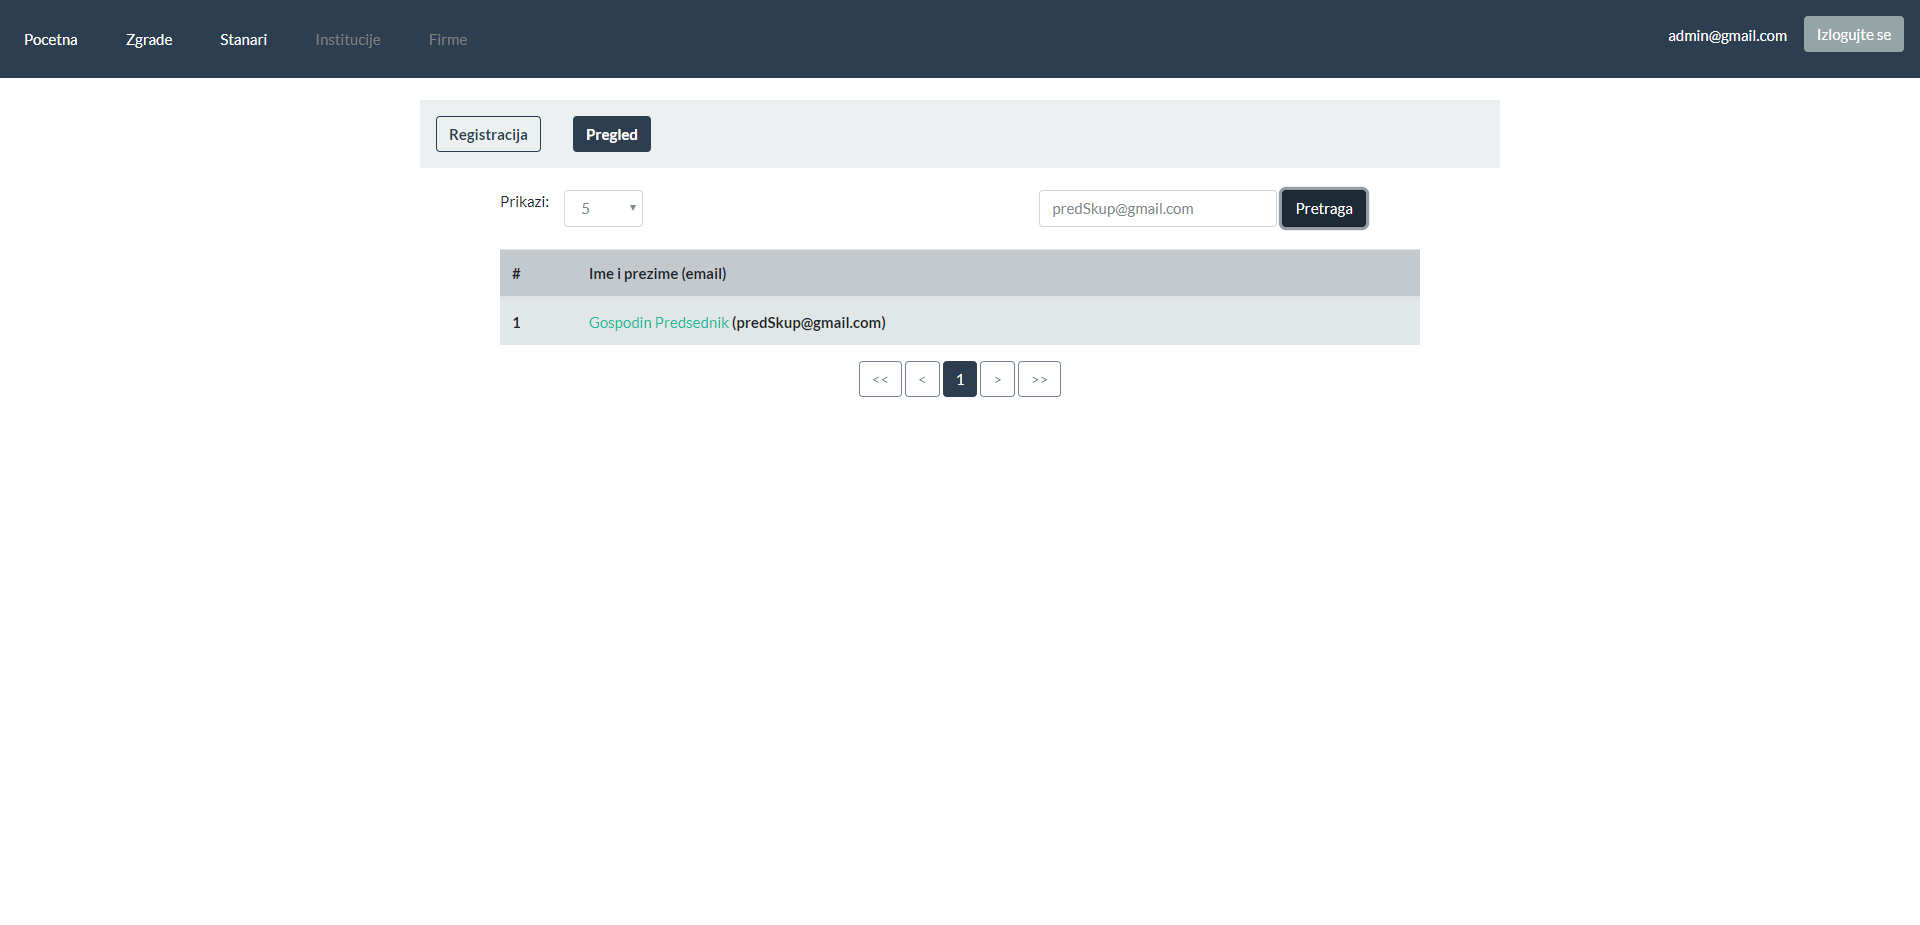 Pocetna Zgrade Stanari Institucije Firme admin@gmail.com Izlogujte se
Registracija Pregled
Prikazi: 5 predSkup@gmail.com Pretraga
# Ime i prezime (email)
1 Gospodin Predsednik (predSkup@gmail.com)
<< < 1 > >>